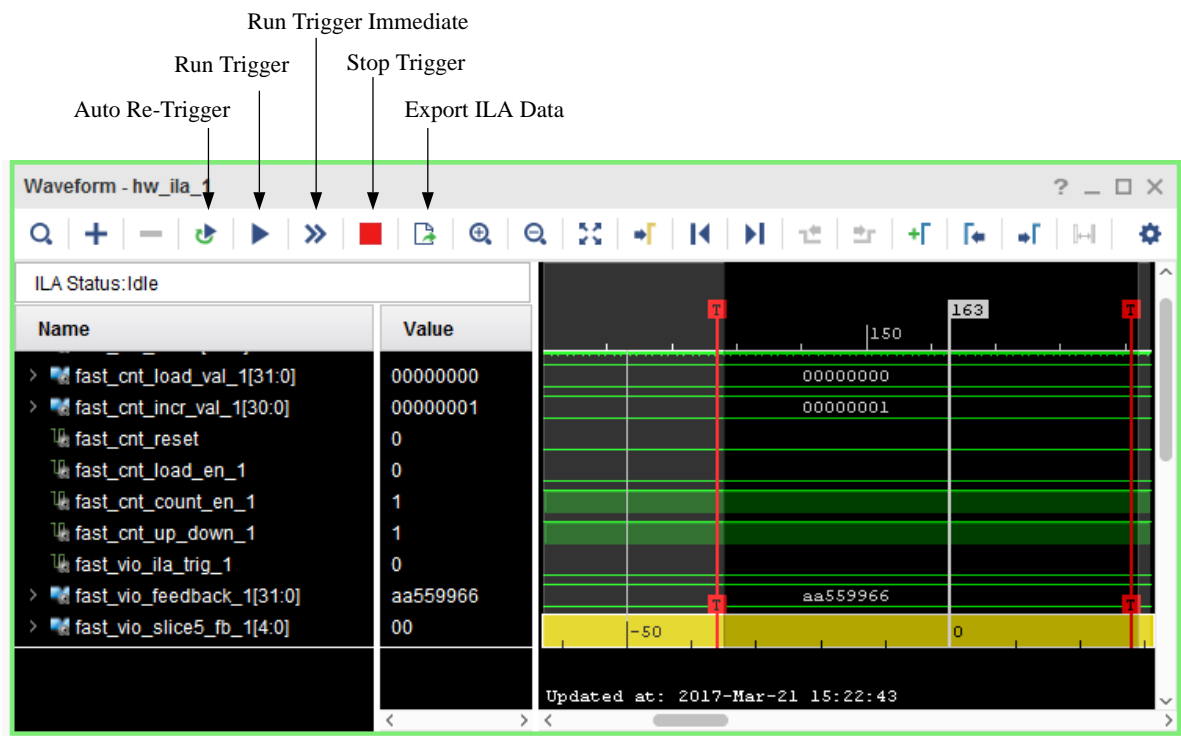 Run Trigger Immediate
Run Trigger Stop Trigger
Auto Re-Trigger Export ILA Data
Waveform - hw_ila_1
ILA Status:Idle
Name Value
T 163 T
150
fast_cnt_load_val_1[31:0] 00000000 00000000
fast_cnt_incr_val_1[30:0] 00000001 00000001
fast_cnt_reset 0
fast_cnt_load_en_1 0
fast_cnt_count_en_1 1
fast_cnt_up_down_1 1
fast_vio_ila_trig_1 0
fast_vio_feedback_1[31:0] aa559966 aa559966
T T
fast_vio_slice5_fb_1[4:0] 00
-50 0
Updated at: 2017-Mar-21 15:22:43